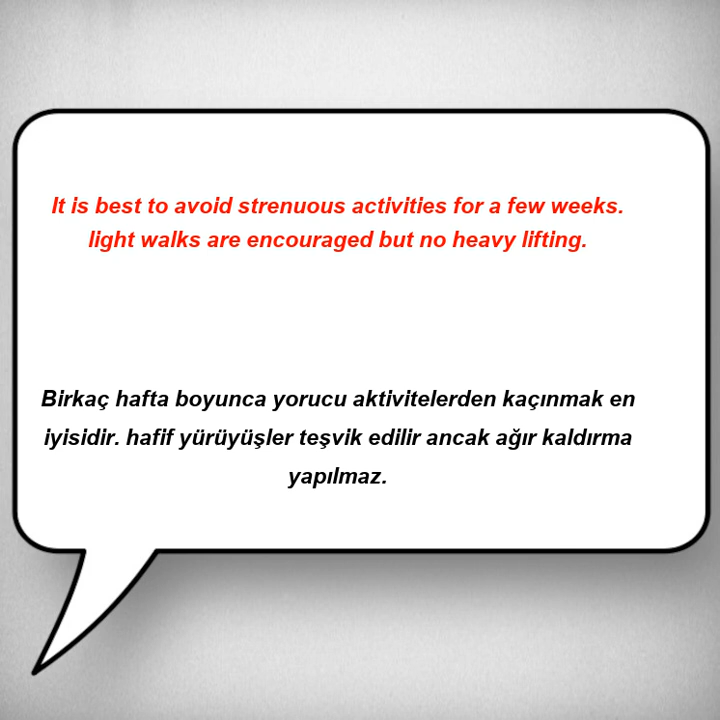 It is best to avoid strenuous activities for a few weeks.
light walks are encouraged but no heavy lifting.
Birkaç hafta boyunca yorucu aktivitelerden kaçınmak en
iyisidir. hafif yürüyüşler teşvik edilir ancak ağır kaldırma
yapılmaz.